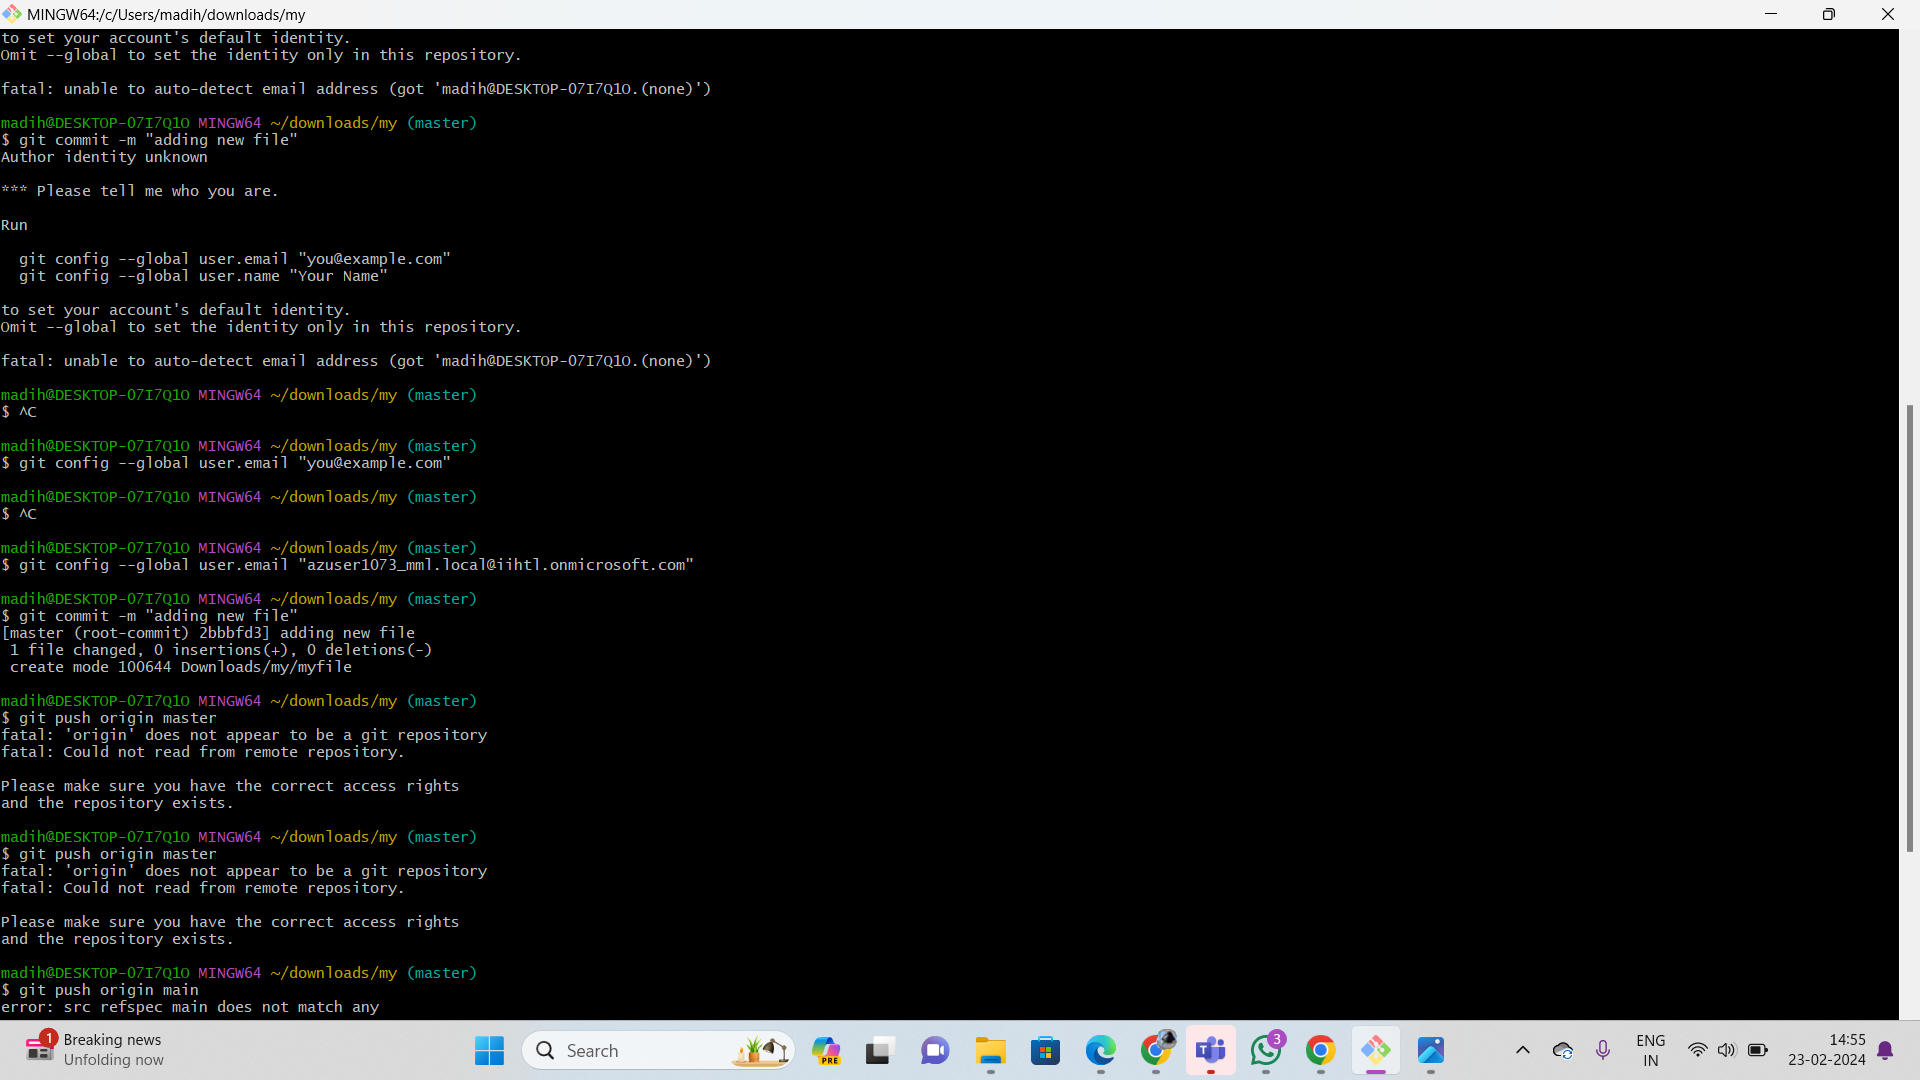 MINGW64:/c/Users/madih/downloads/my
to set your account's default identity.
Omit --global to set the identity only in this repository.
fatal: unable to auto-detect email address (got 'madih@DESKTOP-07I7Q1O.(none)')
madih@DESKTOP-07I7Q1O MINGW64 ~/downloads/my (master)
$ git commit -m "adding new file"
Author identity unknown
*** Please tell me who you are.
Run
git config --global user.email "you@example.com"
git config --global user.name "Your Name"
to set your account's default identity.
Omit --global to set the identity only in this repository.
fatal: unable to auto-detect email address (got 'madih@DESKTOP-07I7Q1O.(none)')
madih@DESKTOP-07I7Q1O MINGW64 ~/downloads/my (master)
$ ^C
madih@DESKTOP-07I7Q1O MINGW64 ~/downloads/my (master)
$ git config --global user.email "you@example.com"
madih@DESKTOP-07I7Q1O MINGW64 ~/downloads/my (master)
$ ^C
madih@DESKTOP-07I7Q1O MINGW64 ~/downloads/my (master)
$ git config --global user.email "azuser1073_mml.local@iihtl.onmicrosoft.com"
madih@DESKTOP-07I7Q1O MINGW64 ~/downloads/my (master)
$ git commit -m "adding new file"
[master (root-commit) 2bbbfd3] adding new file
1 file changed, 0 insertions(+), 0 deletions(-)
create mode 100644 Downloads/my/myfile
madih@DESKTOP-07I7Q1O MINGW64 ~/downloads/my (master)
$ git push origin master
fatal: 'origin' does not appear to be a git repository
fatal: Could not read from remote repository.
Please make sure you have the correct access rights
and the repository exists.
madih@DESKTOP-07I7Q1O MINGW64 ~/downloads/my (master)
$ git push origin master
fatal: 'origin' does not appear to be a git repository
fatal: Could not read from remote repository.
Please make sure you have the correct access rights
and the repository exists.
madih@DESKTOP-07I7Q1O MINGW64 ~/downloads/my (master)
$ git push origin main
error: src refspec main does not match any
1
Breaking news
Unfolding now
Search
PRE
3
ENG
IN
14:55
23-02-2024